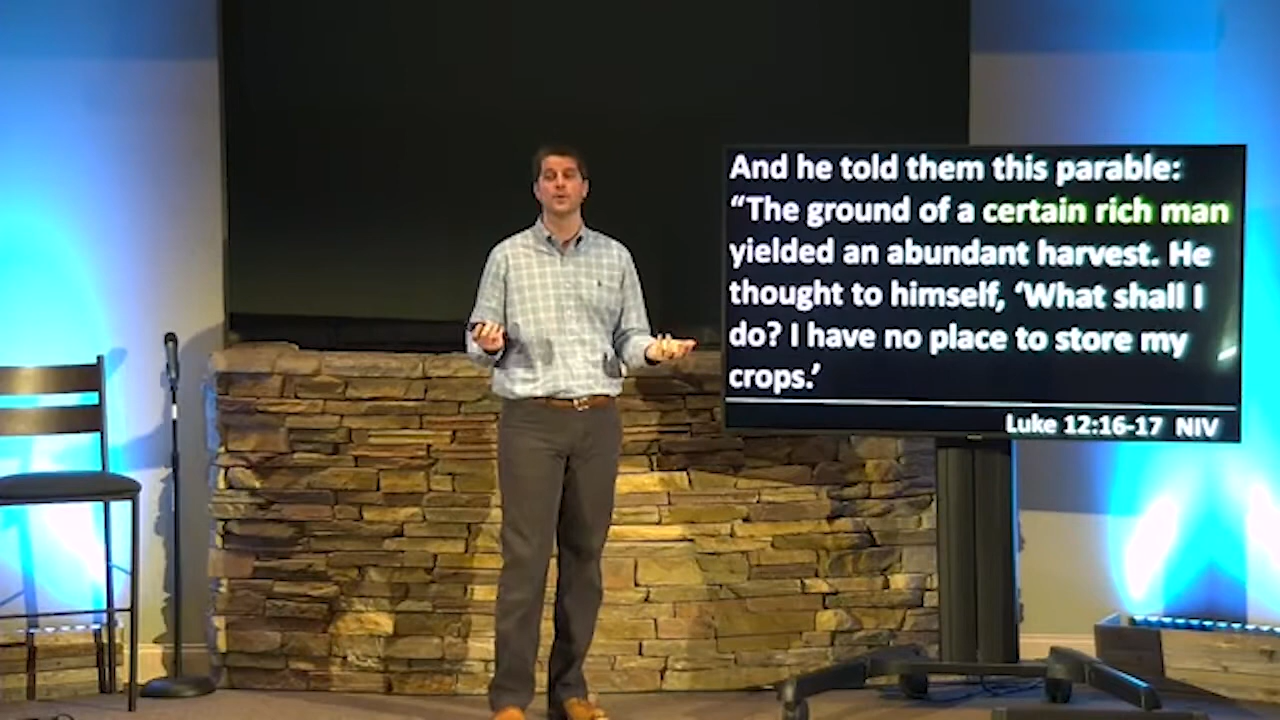 And he told them this parable:
“The ground of a certain rich man
yielded an abundant harvest. He
thought to himself, ‘What shall I
do? I have no place to store my
crops.’
Luke 12:16-17 NIV